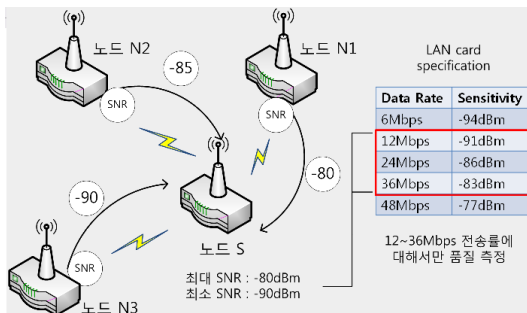 노드 N2
노드 N1
-85
SNR
SNR
-80
-90
SNR
노드 S
노드 N3
최대 SNR : -80dBm
최소 SNR : -90dBm
LAN card
specification
Data Rate Sensitivity
6Mbps -94dBm
12Mbps -91dBm
24Mbps -86dBm
36Mbps -83dBm
48Mbps -77dBm
12~36Mbps 전송률에
대해서만 품질 측정